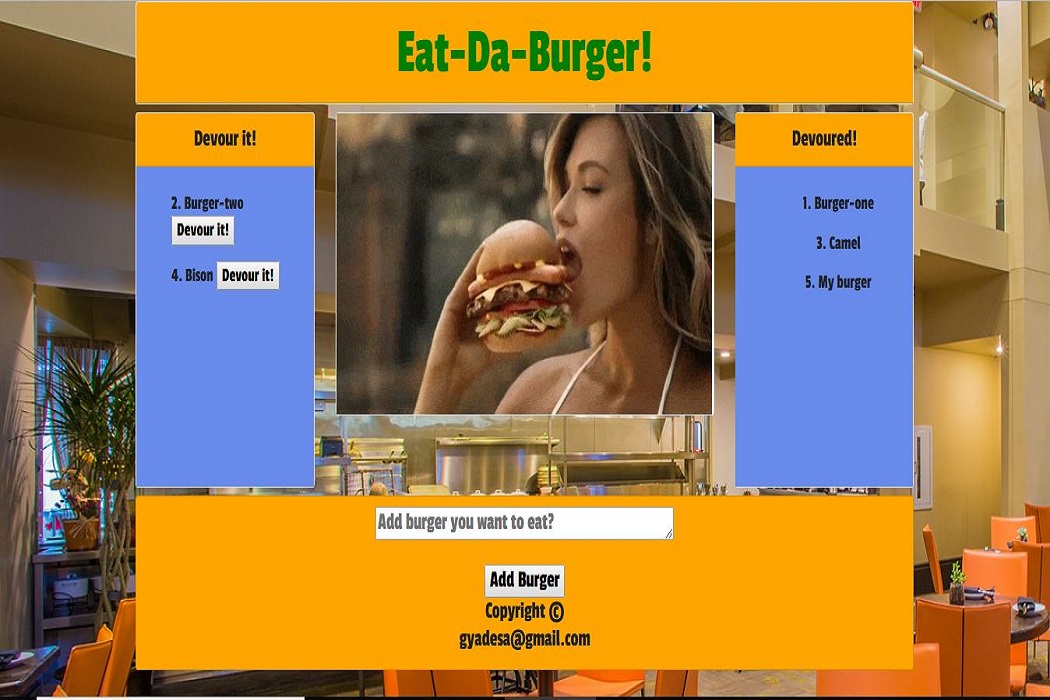 Eat-Da-Burger!
Devour it!
2. Burger-two
Devour it!
4. Bison Devour it!
Devoured!
1. Burger-one
3. Camel
5. My burger
Add burger you want to eat?
Add Burger
Copyright ©
gyadesa@gmail.com